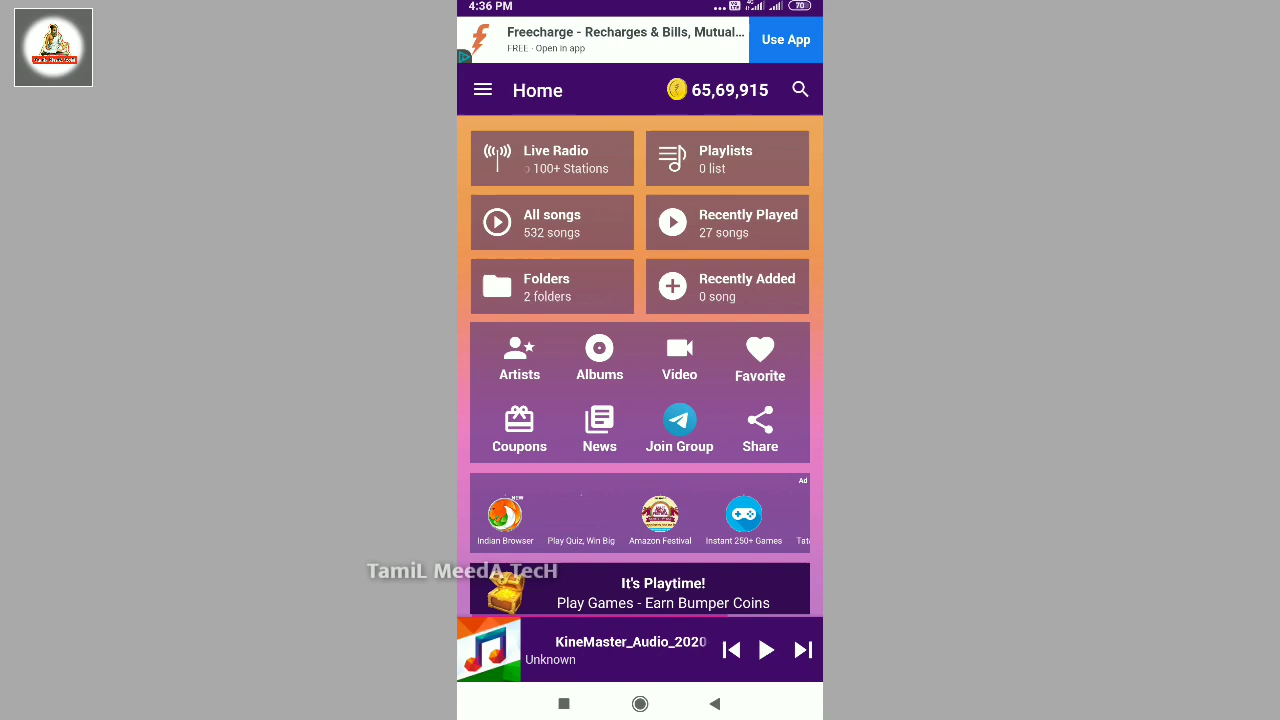 4:36 PM
4G
70
Freecharge - Recharges & Bills, Mutual...
FREE · Open in app
Use App
Home
65,69,915
Live Radio
100+ Stations
Playlists
0 list
All songs
532 songs
Recently Played
27 songs
Folders
2 folders
Recently Added
0 song
Artists
Albums
Video
Favorite
Coupons
News
Join Group
Share
Ad
NEW
Indian Browser
Play Quiz, Win Big
Amazon Festival
Instant 250+ Games
TamiL MeedA TecH
It's Playtime!
Play Games - Earn Bumper Coins
KineMaster_Audio_2020
Unknown